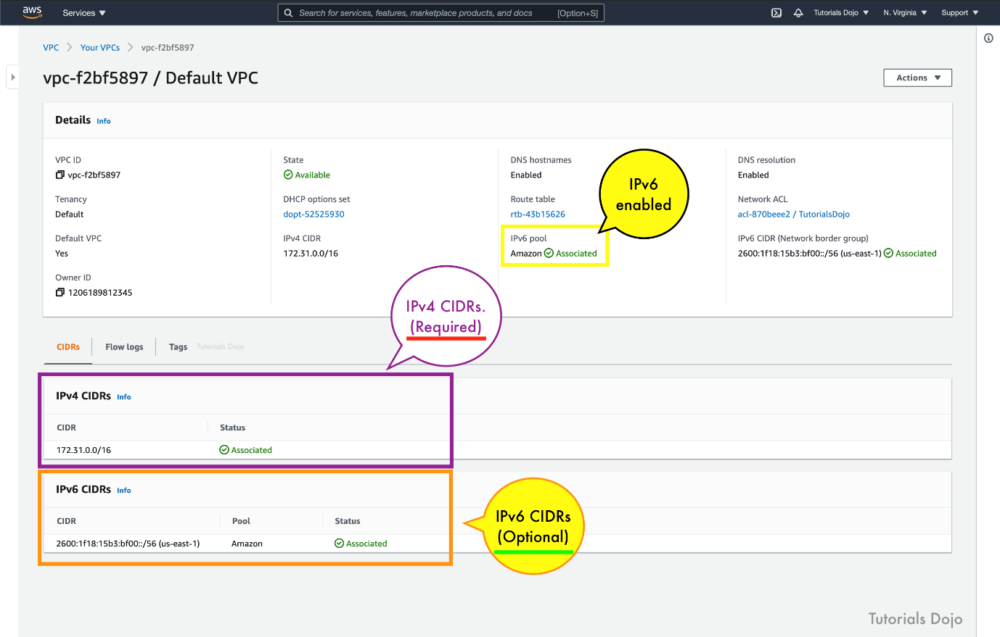 aws Services Search for services, features, marketplace products, and docs [Option+S] Tutorials Dojo N. Virginia Support
VPC Your VPCs vpc-f2bf5897
vpc-f2bf5897 / Default VPC
Actions
Details Info
VPC ID
vpc-f2bf5897
Tenancy
Default
Default VPC
Yes
Owner ID
1206189812345
State
Available
DHCP options set
dopt-52525930
IPv4 CIDR
172.31.0.0/16
DNS hostnames
Enabled
Route table
rtb-43b15626
IPv6 pool
Amazon Associated
IPv6
enabled
DNS resolution
Enabled
Network ACL
acl-870beee2 / TutorialsDojo
IPv6 CIDR (Network border group)
2600:1f18:15b3:bf00::/56 (us-east-1) Associated
IPv4 CIDRs.
(Required)
CIDRs Flow logs Tags Tutorials Dojo
IPv4 CIDRs Info
CIDR Status
172.31.0.0/16 Associated
IPv6 CIDRs Info
CIDR Pool Status
2600:1f18:15b3:bf00::/56 (us-east-1) Amazon Associated
IPv6 CIDRs
(Optional)
Tutorials Dojo